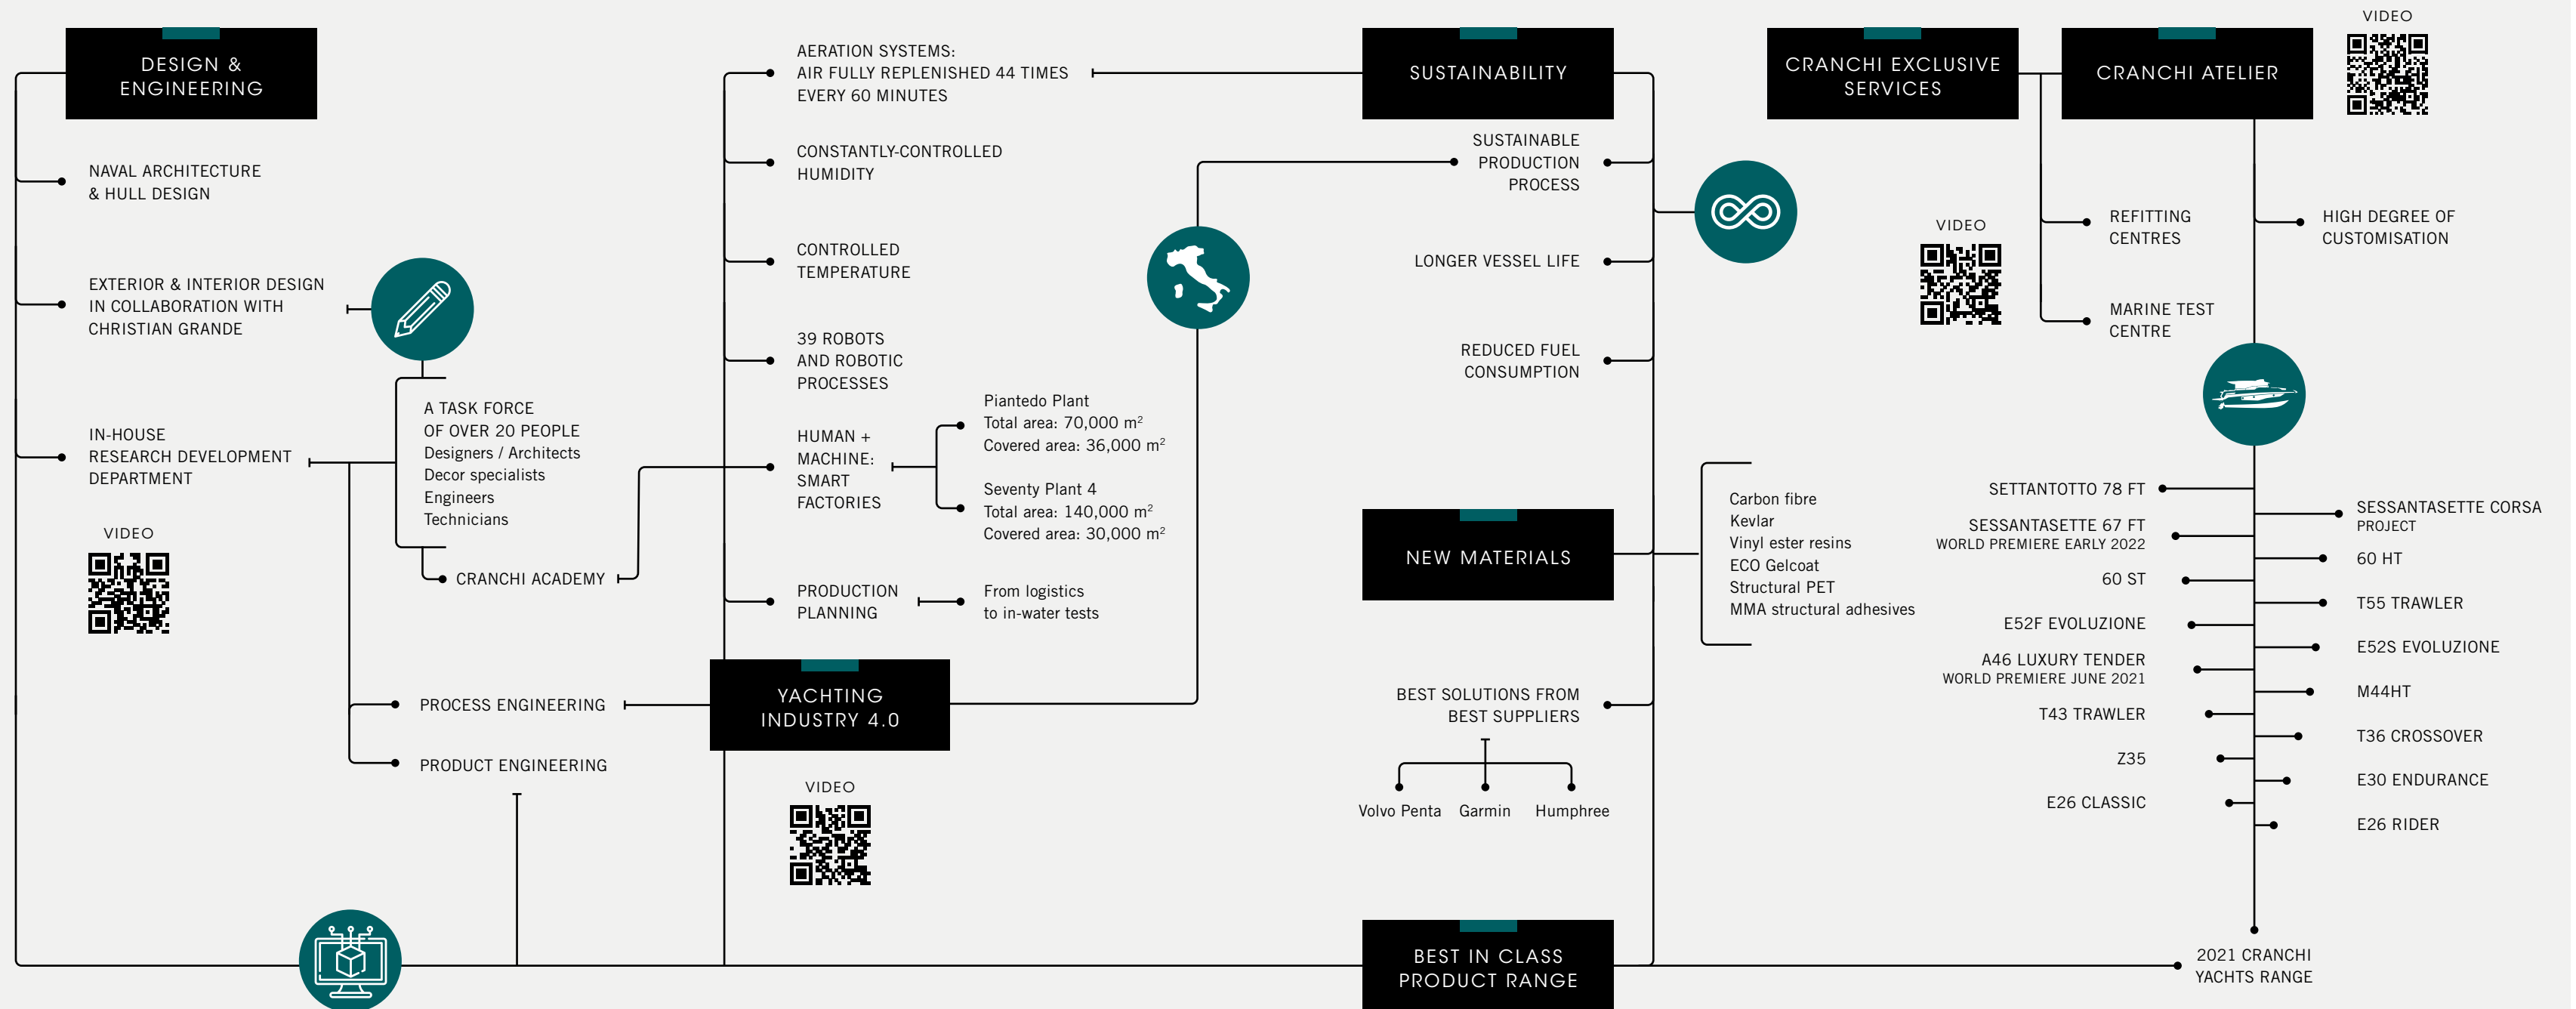 DESIGN &
ENGINEERING
NAVAL ARCHITECTURE
& HULL DESIGN
EXTERIOR & INTERIOR DESIGN
IN COLLABORATION WITH
CHRISTIAN GRANDE
IN-HOUSE
RESEARCH DEVELOPMENT
DEPARTMENT
VIDEO
A TASK FORCE
OF OVER 20 PEOPLE
Designers / Architects
Decor specialists
Engineers
Technicians
CRANCHI ACADEMY
PROCESS ENGINEERING
PRODUCT ENGINEERING
AERATION SYSTEMS:
AIR FULLY REPLENISHED 44 TIMES
EVERY 60 MINUTES
CONSTANTLY-CONTROLLED
HUMIDITY
CONTROLLED
TEMPERATURE
39 ROBOTS
AND ROBOTIC
PROCESSES
HUMAN +
MACHINE:
SMART
FACTORIES
Piantedo Plant
Total area: 70,000 m²
Covered area: 36,000 m²
Seventy Plant 4
Total area: 140,000 m²
Covered area: 30,000 m²
PRODUCTION
PLANNING
From logistics
to in-water tests
YACHTING
INDUSTRY 4.0
VIDEO
SUSTAINABILITY
SUSTAINABLE
PRODUCTION
PROCESS
LONGER VESSEL LIFE
REDUCED FUEL
CONSUMPTION
NEW MATERIALS
Carbon fibre
Kevlar
Vinyl ester resins
ECO Gelcoat
Structural PET
MMA structural adhesives
BEST SOLUTIONS FROM
BEST SUPPLIERS
Volvo Penta
Garmin
Humphree
BEST IN CLASS
PRODUCT RANGE
CRANCHI EXCLUSIVE
SERVICES
VIDEO
REFITTING
CENTRES
MARINE TEST
CENTRE
CRANCHI ATELIER
VIDEO
HIGH DEGREE OF
CUSTOMISATION
SETTANTOTTO 78 FT
SESSANTASETTE CORSA
PROJECT
SESSANTASETTE 67 FT
WORLD PREMIERE EARLY 2022
60 HT
60 ST
T55 TRAWLER
E52F EVOLUZIONE
E52S EVOLUZIONE
A46 LUXURY TENDER
WORLD PREMIERE JUNE 2021
M44HT
T43 TRAWLER
T36 CROSSOVER
Z35
E30 ENDURANCE
E26 CLASSIC
E26 RIDER
2021 CRANCHI
YACHTS RANGE